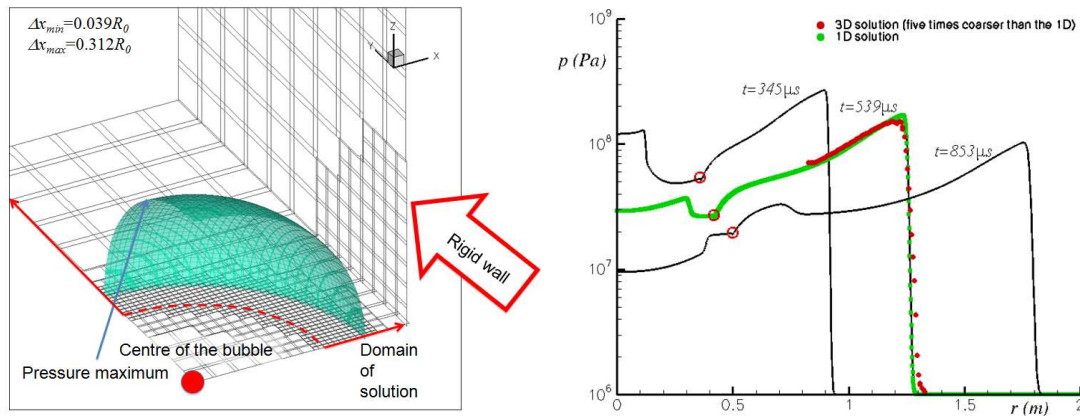 Δx_min=0.039R_0
Δx_max=0.312R_0
Z
Y
X
Rigid wall
Centre of the bubble
Pressure maximum
Domain
of
solution
10^9
p (Pa)
3D solution (five times coarser than the 1D)
1D solution
t=345μs
t=539μs
t=853μs
10^8
10^7
10^6
0
0.5
1
1.5
r (m)
2